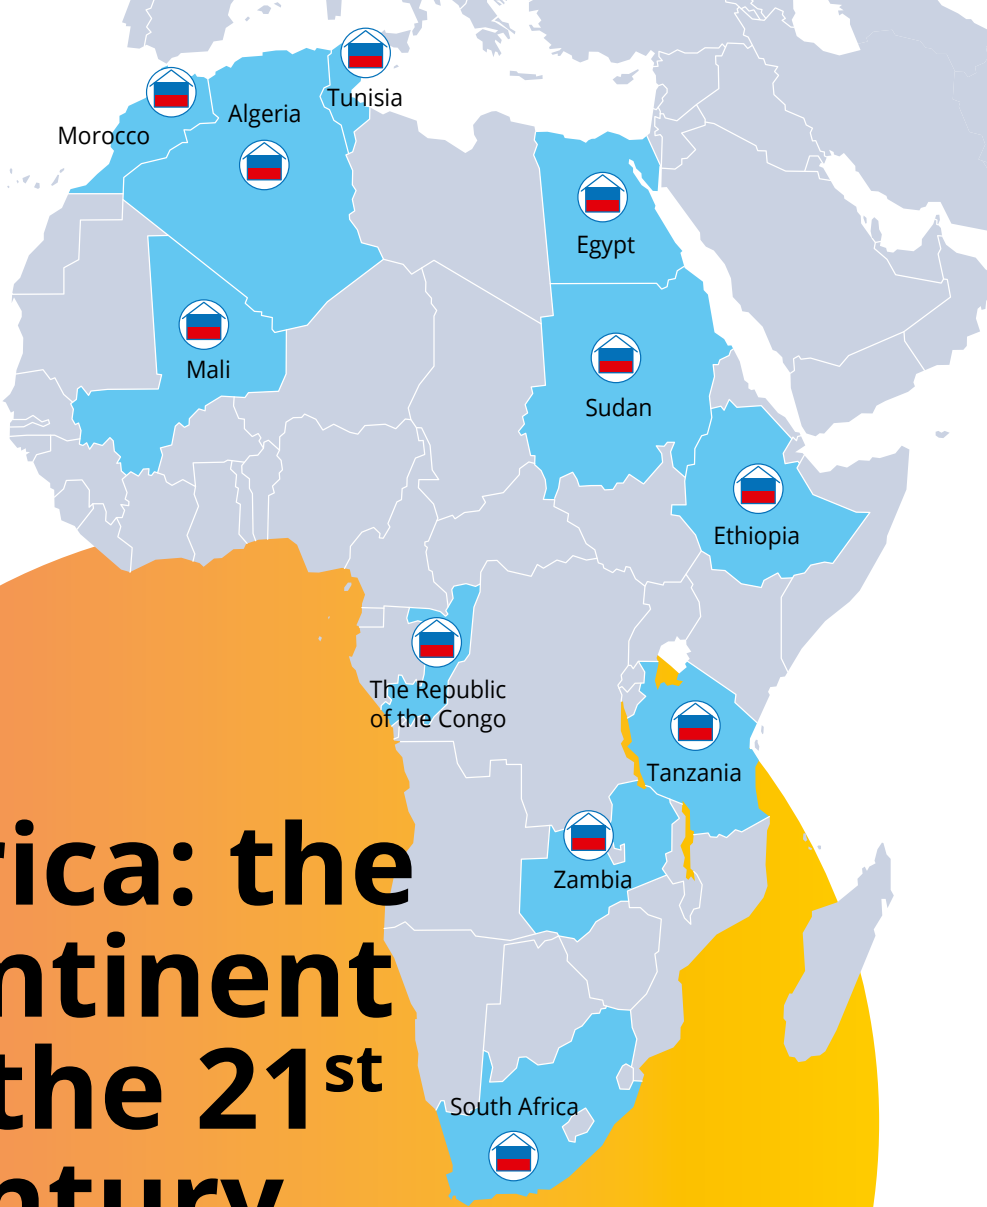 Tunisia
Algeria
Morocco
Egypt
Mali
Sudan
Ethiopia
The Republic
of the Congo
Tanzania
Zambia
South Africa
rica: the
ntinent
the 21st
ntury